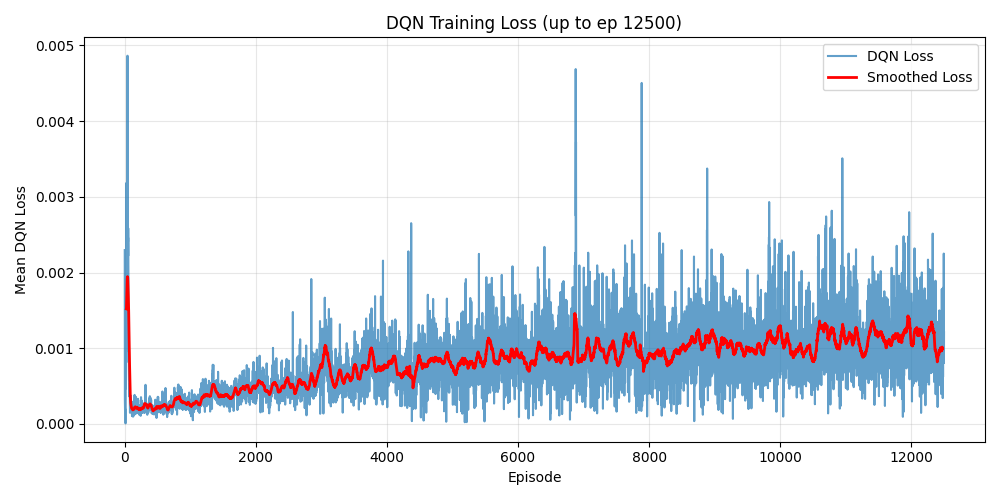 DQN Training Loss (up to ep 12500)
DQN Loss
Smoothed Loss
Mean DQN Loss
0.005
0.004
0.003
0.002
0.001
0.000
0 2000 4000 6000 8000 10000 12000
Episode